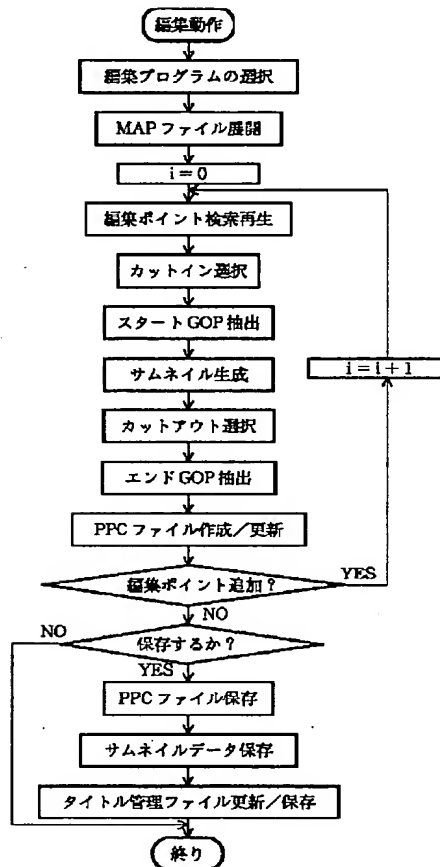 編集動作
編集プログラムの選択
MAPファイル展開
i=0
編集ポイント検索再生
カットイン選択
スタートGOP抽出
サムネイル生成
i=i+1
カットアウト選択
エンドGOP抽出
PPCファイル作成/更新
編集ポイント追加?
YES
NO
保存するか?
NO
YES
PPCファイル保存
サムネイルデータ保存
タイトル管理ファイル更新/保存
終り